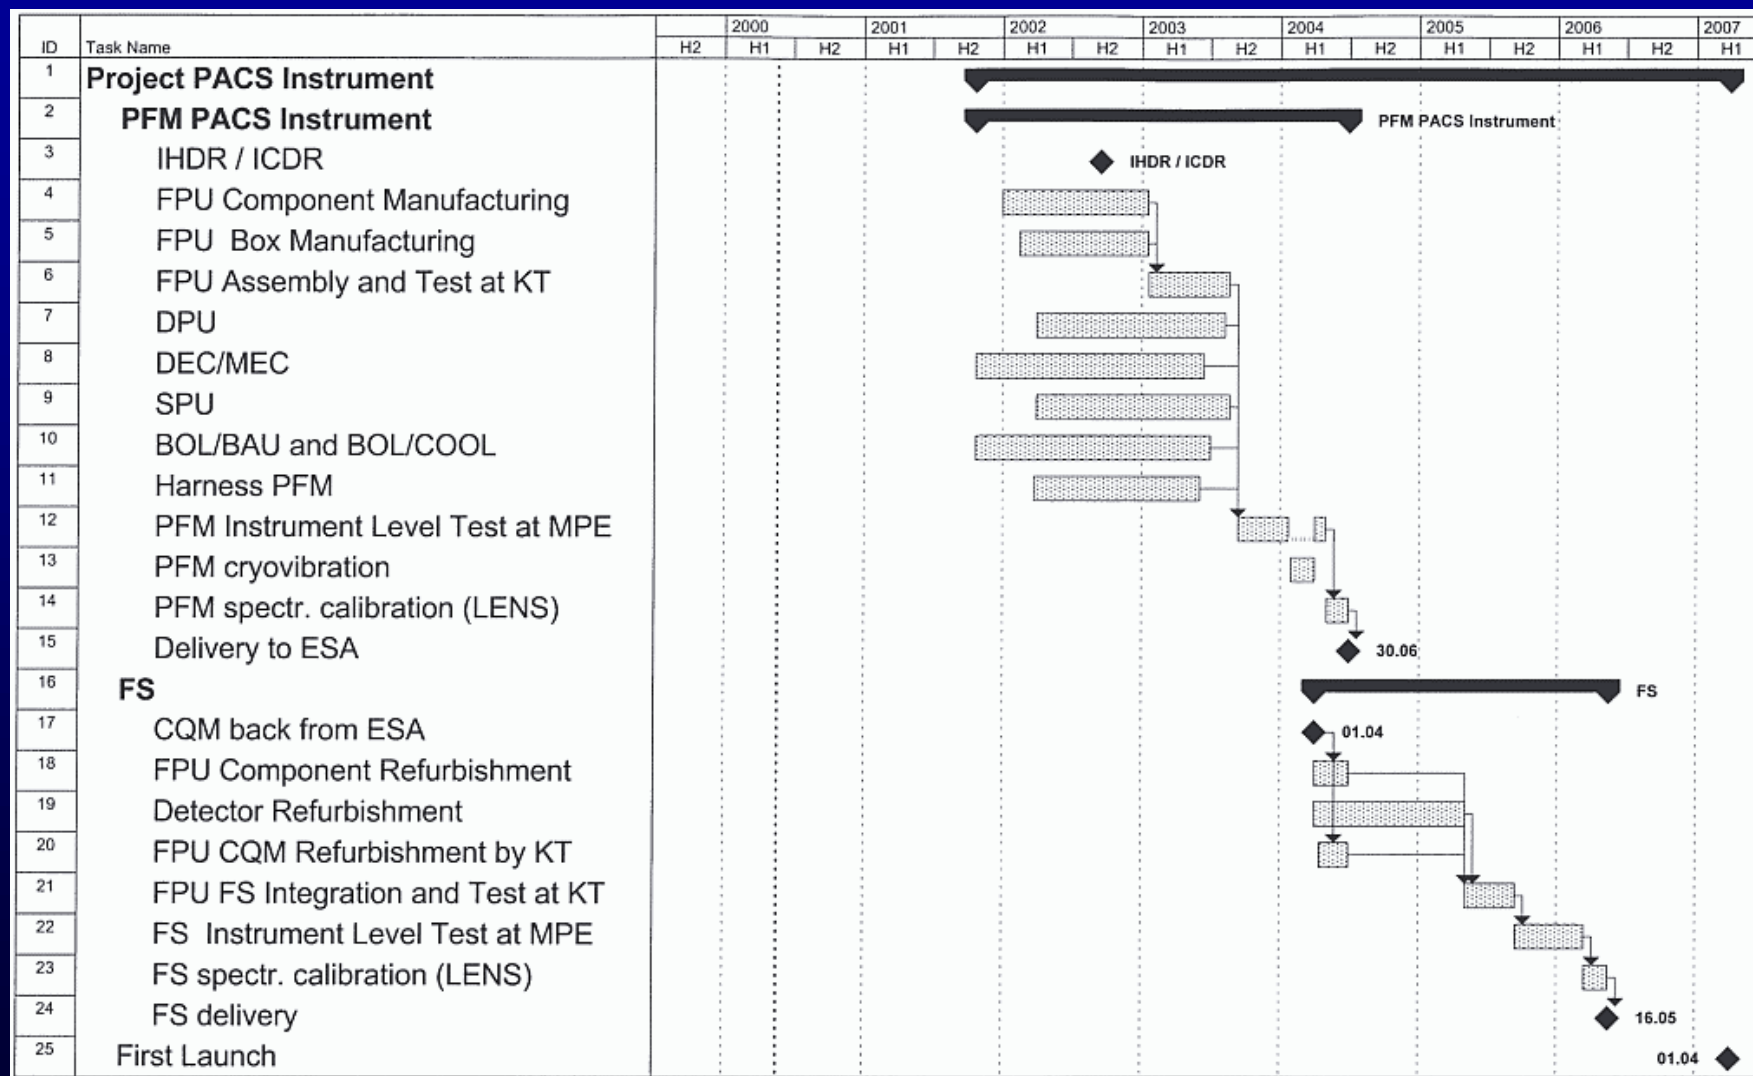 2000 2001 2002 2003 2004 2005 2006 2007
ID Task Name H2 H1 H2 H1 H2 H1 H2 H1 H2 H1 H2 H1 H2 H1 H2 H1
1 Project PACS Instrument
2 PFM PACS Instrument PFM PACS Instrument
3 IHDR / ICDR IHDR / ICDR
4 FPU Component Manufacturing
5 FPU Box Manufacturing
6 FPU Assembly and Test at KT
7 DPU
8 DEC/MEC
9 SPU
10 BOL/BAU and BOL/COOL
11 Harness PFM
12 PFM Instrument Level Test at MPE
13 PFM cryovibration
14 PFM spectr. calibration (LENS)
15 Delivery to ESA 30.06
16 FS FS
17 CQM back from ESA 01.04
18 FPU Component Refurbishment
19 Detector Refurbishment
20 FPU CQM Refurbishment by KT
21 FPU FS Integration and Test at KT
22 FS Instrument Level Test at MPE
23 FS spectr. calibration (LENS)
24 FS delivery 16.05
25 First Launch 01.04